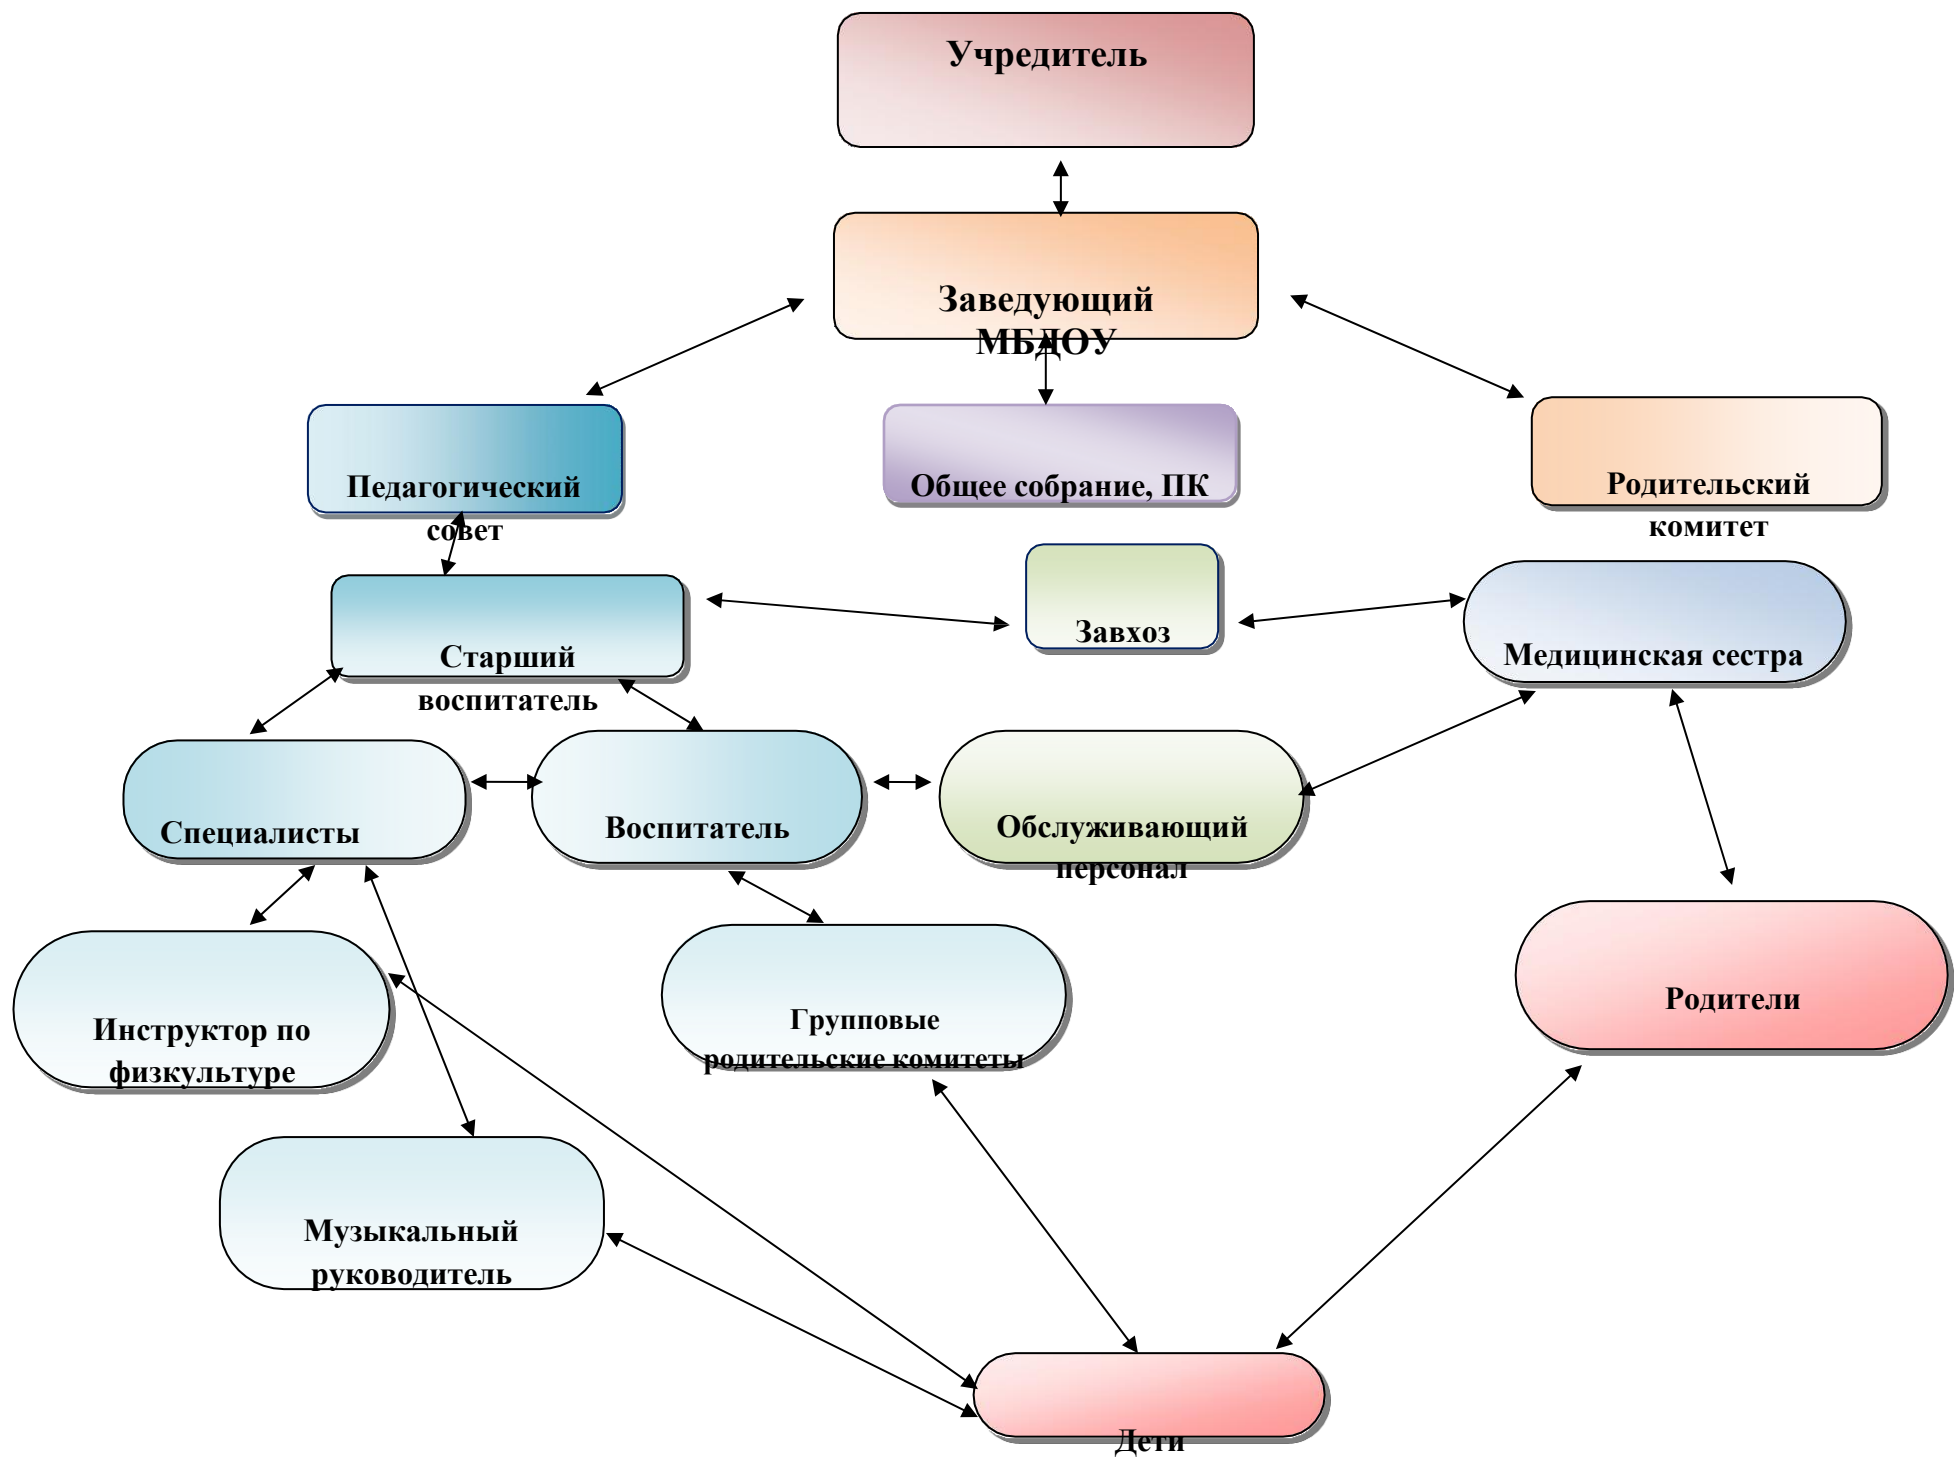 Учредитель
Заведующий
МБДОУ
Педагогический
совет
Общее собрание, ПК
Родительский
комитет
Завхоз
Старший
воспитатель
Медицинская сестра
Специалисты
Воспитатель
Обслуживающий
персонал
Инструктор по
физкультуре
Групповые
родительские комитеты
Родители
Музыкальный
руководитель
Дети